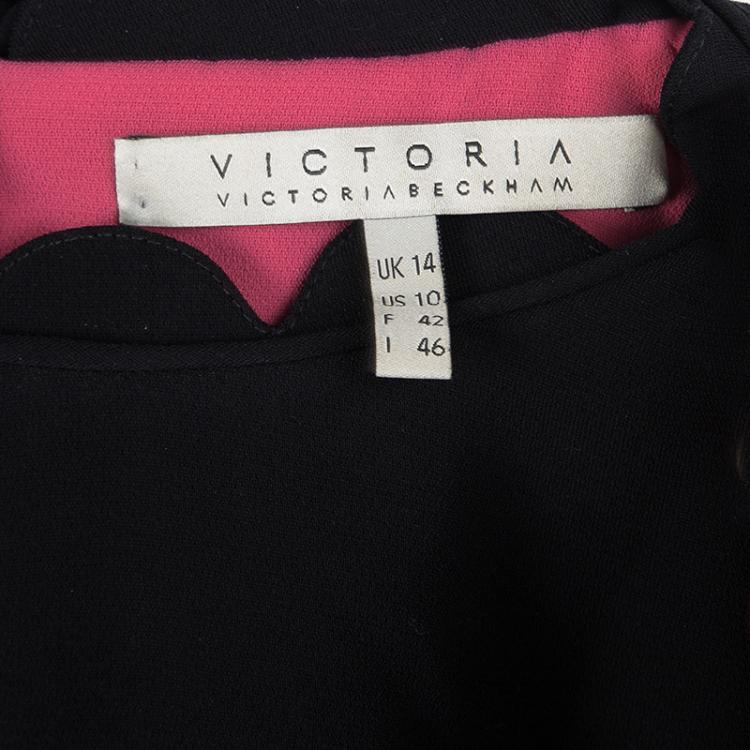 VICTORIA
VICTORIABECKHAM
UK 14
US 10
F 42
I 46